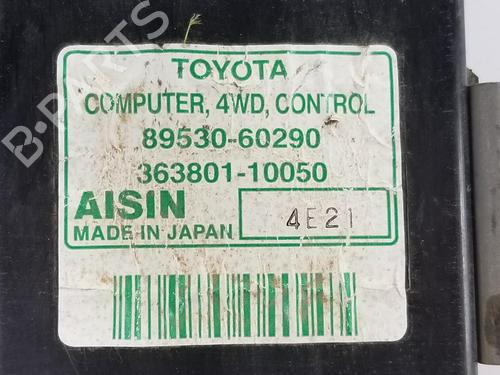 TOYOTA
COMPUTER, 4WD, CONTROL
89530-60290
363801-10050
AISIN
MADE IN JAPAN
4E21
B-PARTS